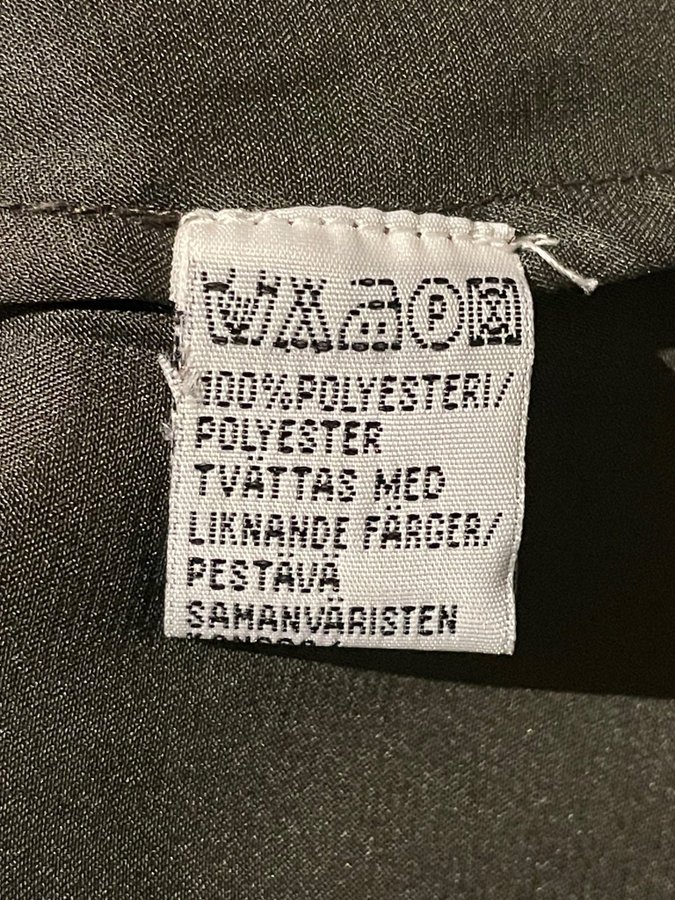 P
100%POLYESTERI/
POLYESTER
TVÄTTAS MED
LIKNANDE FÄRGER/
PESTÄVÄ
SAMANVÄRISTEN